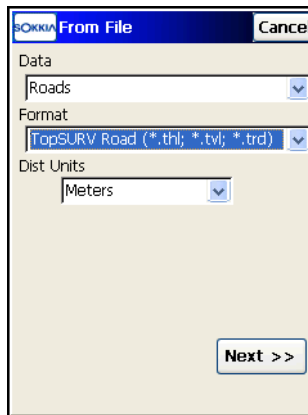 SOKKIA From File Cance
Data
Roads
Format
TopSURV Road (*.thl; *.tvl; *.trd)
Dist Units
Meters
Next >>